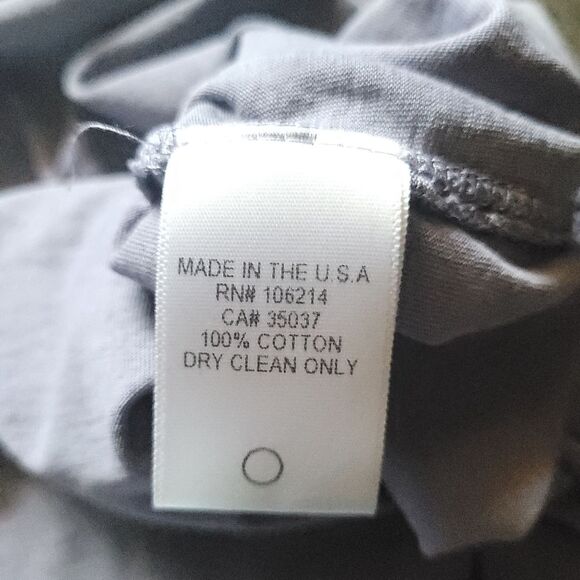 MADE IN THE U.S.A
RN# 106214
CA# 35037
100% COTTON
DRY CLEAN ONLY